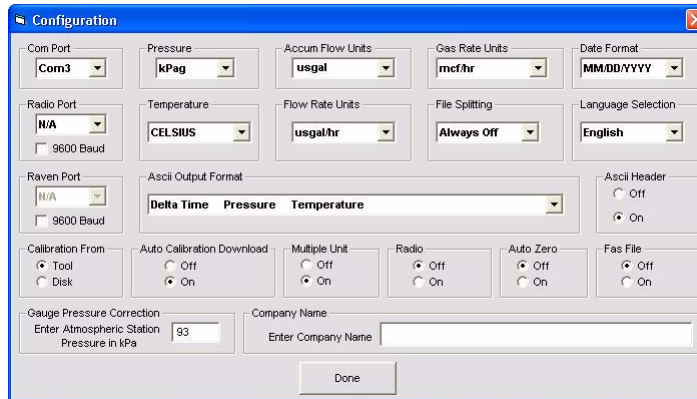 Configuration
Com Port
Pressure
Accum Flow Units
Gas Rate Units
Date Format
Com3
kPag
usgal
mcf/hr
MM/DD/YYYY
Radio Port
Temperature
Flow Rate Units
File Splitting
Language Selection
N/A
CELSIUS
usgal/hr
Always Off
English
9600 Baud
Raven Port
Ascii Output Format
Ascii Header
N/A
Delta Time Pressure Temperature
Off
9600 Baud
On
Calibration From
Auto Calibration Download
Multiple Unit
Radio
Auto Zero
Fas File
Tool
Off
Off
Off
Off
Off
Disk
On
On
On
On
On
Gauge Pressure Correction
Company Name
Enter Atmospheric Station
Pressure in kPa
93
Enter Company Name
Done